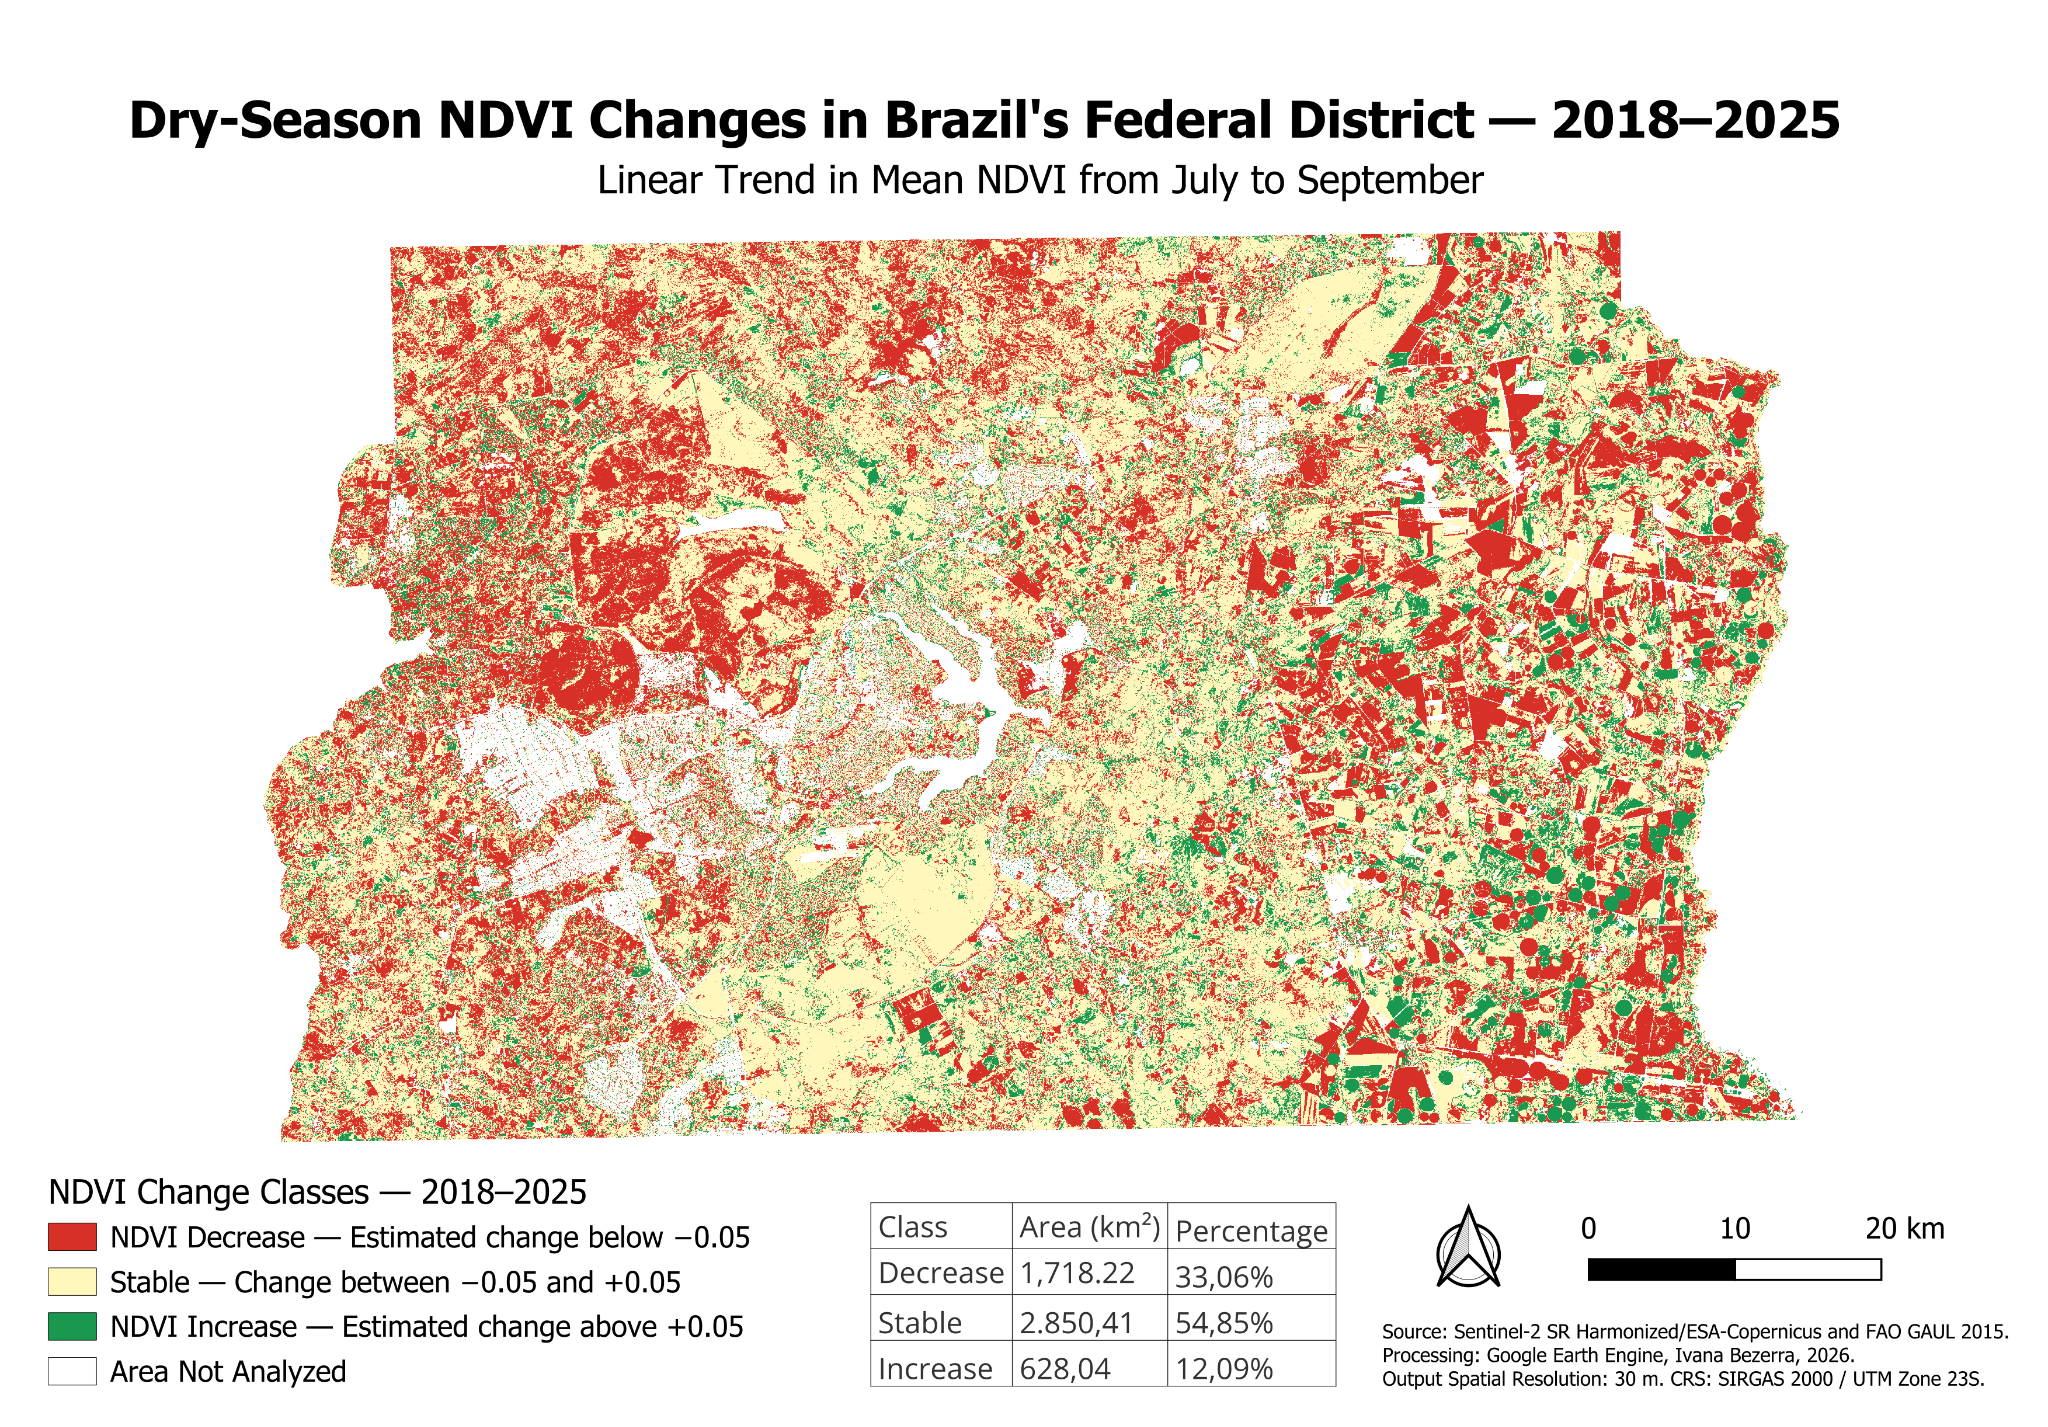 Dry-Season NDVI Changes in Brazil's Federal District — 2018–2025
Linear Trend in Mean NDVI from July to September
NDVI Change Classes — 2018–2025
NDVI Decrease — Estimated change below −0.05
Stable — Change between −0.05 and +0.05
NDVI Increase — Estimated change above +0.05
Area Not Analyzed
Class Area (km²) Percentage
Decrease 1,718.22 33,06%
Stable 2.850,41 54,85%
Increase 628,04 12,09%
0 10 20 km
Source: Sentinel-2 SR Harmonized/ESA-Copernicus and FAO GAUL 2015.
Processing: Google Earth Engine, Ivana Bezerra, 2026.
Output Spatial Resolution: 30 m. CRS: SIRGAS 2000 / UTM Zone 23S.